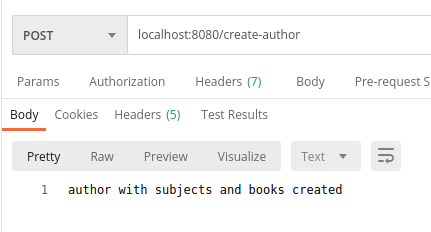 POST localhost:8080/create-author
Params Authorization Headers (7) Body Pre-request S
Body Cookies Headers (5) Test Results
Pretty Raw Preview Visualize Text
1 author with subjects and books created